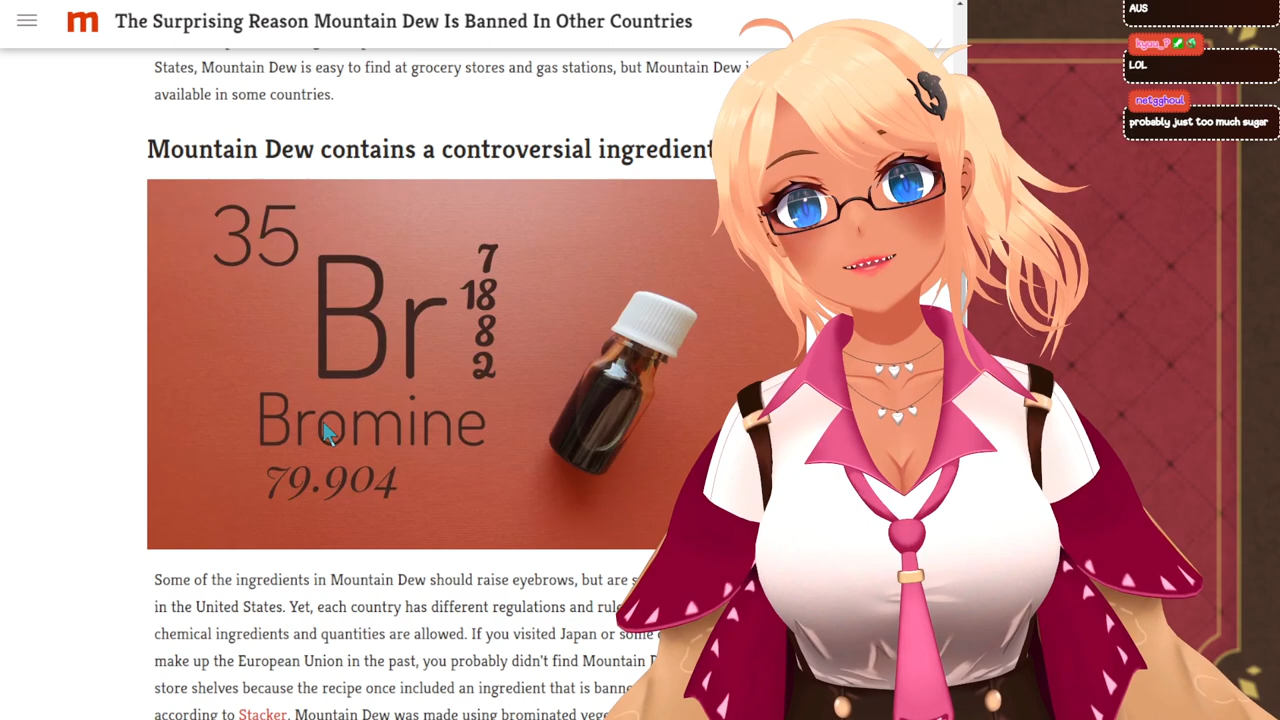 m The Surprising Reason Mountain Dew Is Banned In Other Countries
States, Mountain Dew is easy to find at grocery stores and gas stations, but Mountain Dew
available in some countries.
Mountain Dew contains a controversial ingredient
35
Br
7
18
8
2
Bromine
79.904
Some of the ingredients in Mountain Dew should raise eyebrows, but are
in the United States. Yet, each country has different regulations and
chemical ingredients and quantities are allowed. If you visited Japan or some
make up the European Union in the past, you probably didn't find Mountain
store shelves because the recipe once included an ingredient that is
according to Stacker. Mountain Dew was made using brominated
AUS
kyuu_P
LOL
netgghoul
probably just too much sugar